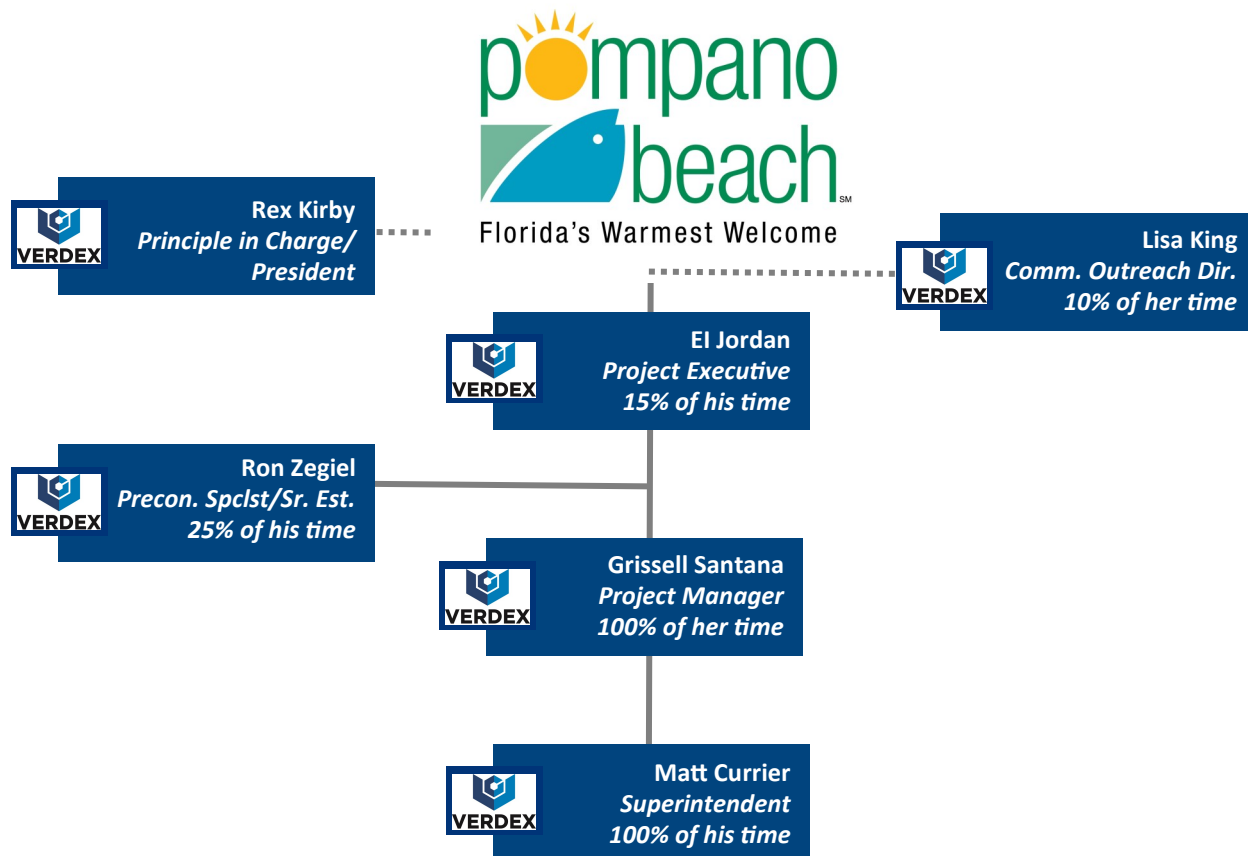 pompano
beach
SM
Florida's Warmest Welcome
VERDEX
Rex Kirby
Principle in Charge/
President
VERDEX
Lisa King
Comm. Outreach Dir.
10% of her time
VERDEX
EI Jordan
Project Executive
15% of his time
VERDEX
Ron Zegiel
Precon. Spclst/Sr. Est.
25% of his time
VERDEX
Grissell Santana
Project Manager
100% of her time
VERDEX
Matt Currier
Superintendent
100% of his time